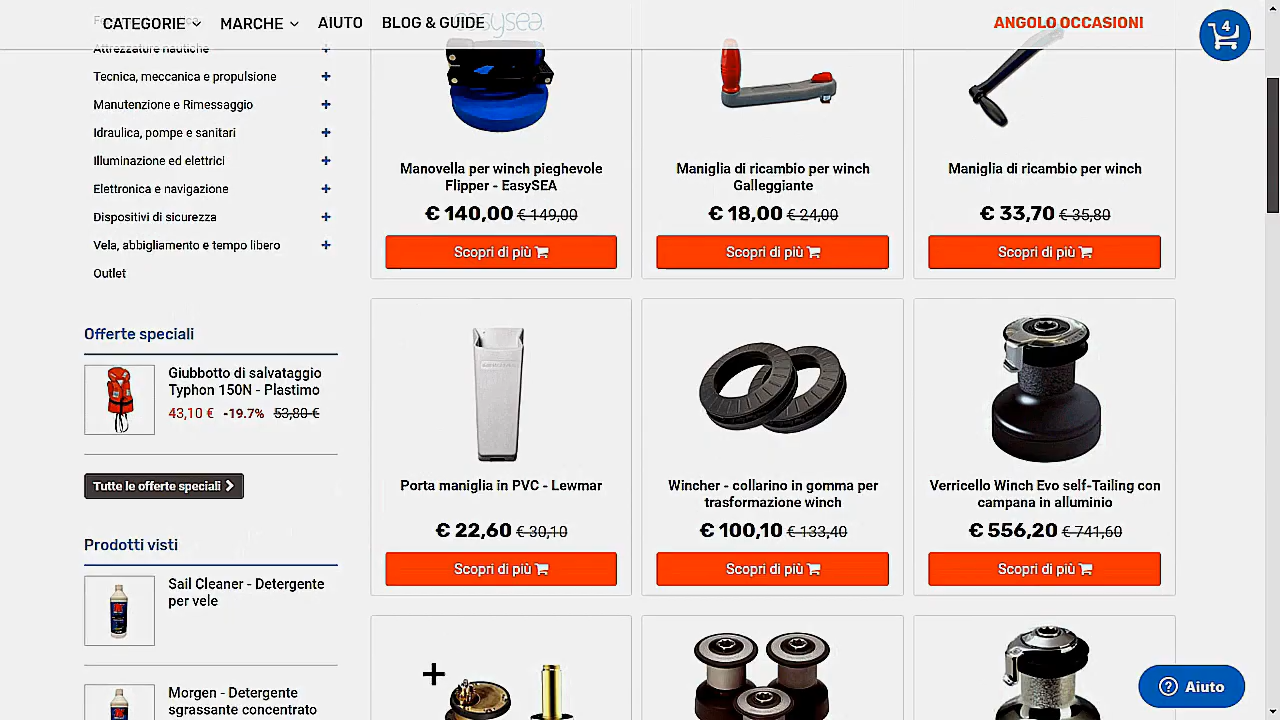 CATEGORIE
MARCHE
AIUTO
BLOG & GUIDE
easysea
ANGOLO OCCASIONI
4
Attrezzature nautiche
Tecnica, meccanica e propulsione
Manutenzione e Rimessaggio
Idraulica, pompe e sanitari
Illuminazione ed elettrici
Elettronica e navigazione
Dispositivi di sicurezza
Vela, abbigliamento e tempo libero
Outlet
Offerte speciali
Giubbotto di salvataggio
Typhon 150N - Plastimo
43,10 € -19.7% 53,80 €
Tutte le offerte speciali
Prodotti visti
Sail Cleaner - Detergente
per vele
Morgen - Detergente
sgrassante concentrato
Manovella per winch pieghevole
Flipper - EasySEA
€ 140,00 € 149,00
Scopri di più
Maniglia di ricambio per winch
Galleggiante
€ 18,00 € 24,00
Scopri di più
Maniglia di ricambio per winch
€ 33,70 € 35,80
Scopri di più
Porta maniglia in PVC - Lewmar
€ 22,60 € 30,10
Scopri di più
Wincher - collarino in gomma per
trasformazione winch
€ 100,10 € 133,40
Scopri di più
Verricello Winch Evo self-Tailing con
campana in alluminio
€ 556,20 € 741,60
Scopri di più
Aiuto